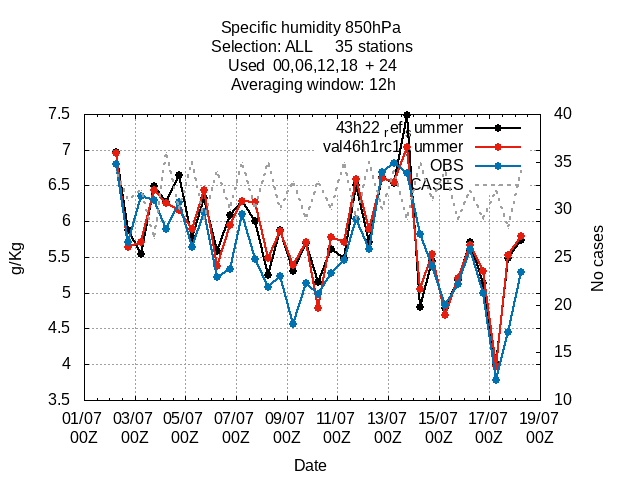 Specific humidity 850hPa
Selection: ALL 35 stations
Used 00,06,12,18 + 24
Averaging window: 12h
7.5
7
6.5
6
5.5
5
4.5
4
3.5
g/Kg
40
35
30
25
20
15
10
No cases
43h22 ref ummer
val46h1rc1 ummer
OBS
CASES
01/07 03/07 05/07 07/07 09/07 11/07 13/07 15/07 17/07 19/07
00Z 00Z 00Z 00Z 00Z 00Z 00Z 00Z 00Z 00Z
Date